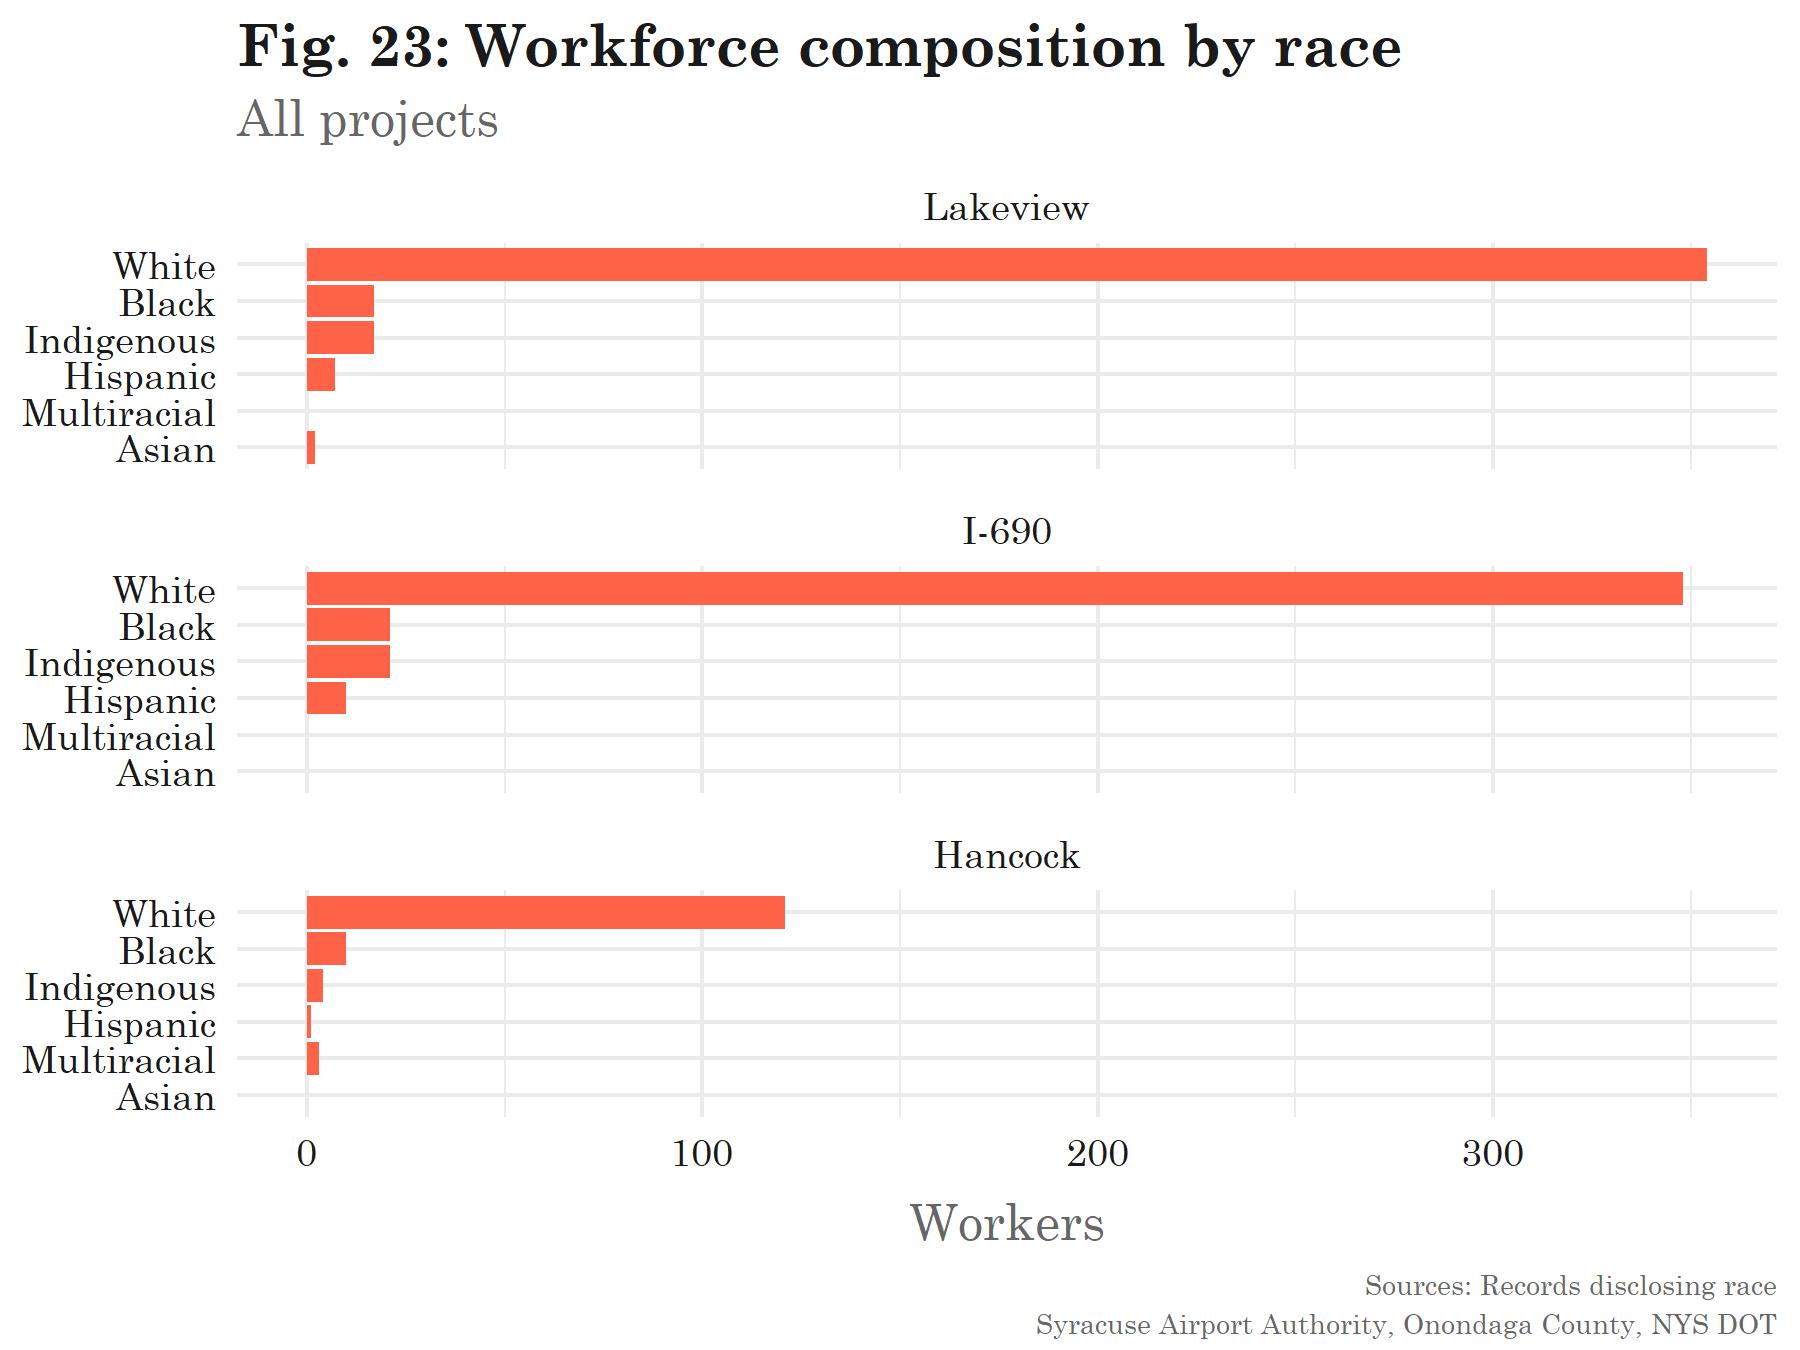 Fig. 23: Workforce composition by race
All projects
Lakeview
White
Black
Indigenous
Hispanic
Multiracial
Asian
I-690
White
Black
Indigenous
Hispanic
Multiracial
Asian
Hancock
White
Black
Indigenous
Hispanic
Multiracial
Asian
0 100 200 300
Workers
Sources: Records disclosing race
Syracuse Airport Authority, Onondaga County, NYS DOT